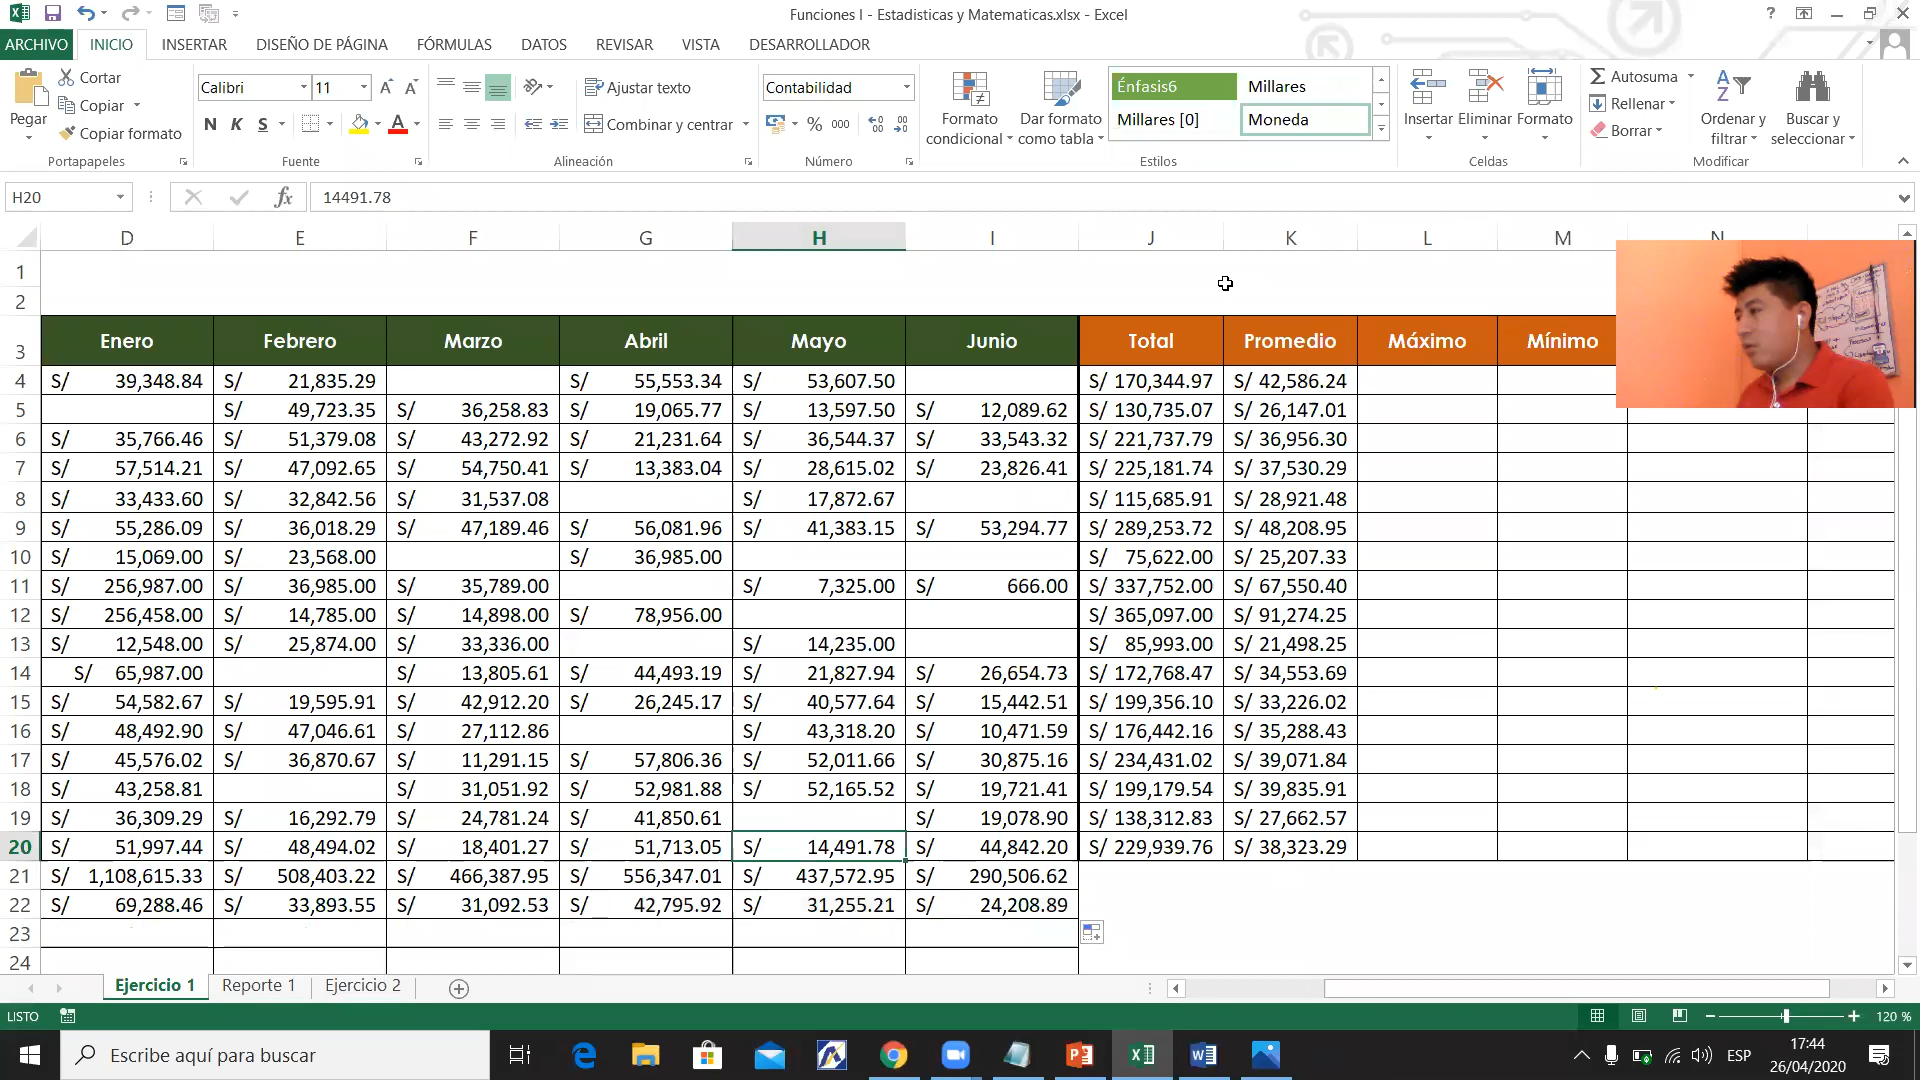 Funciones I - Estadisticas y Matematicas.xlsx - Excel
ARCHIVO INICIO INSERTAR DISEÑO DE PÁGINA FÓRMULAS DATOS REVISAR VISTA DESARROLLADOR
Pegar
Cortar
Copiar
Copiar formato
Portapapeles
Calibri 11
N K S
Fuente
Ajustar texto
Combinar y centrar
Alineación
Contabilidad
% 000
Número
Formato condicional
Dar formato como tabla
Énfasis6 Millares
Millares [0] Moneda
Estilos
Insertar Eliminar Formato
Celdas
Autosuma
Rellenar
Borrar
Ordenar y filtrar
Buscar y seleccionar
Modificar
H20 fx 14491.78
D E F G H I J K L M N
1
2
3 Enero Febrero Marzo Abril Mayo Junio Total Promedio Máximo Mínimo
4 S/ 39,348.84 S/ 21,835.29 S/ 55,553.34 S/ 53,607.50 S/ 170,344.97 S/ 42,586.24
5 S/ 49,723.35 S/ 36,258.83 S/ 19,065.77 S/ 13,597.50 S/ 12,089.62 S/ 130,735.07 S/ 26,147.01
6 S/ 35,766.46 S/ 51,379.08 S/ 43,272.92 S/ 21,231.64 S/ 36,544.37 S/ 33,543.32 S/ 221,737.79 S/ 36,956.30
7 S/ 57,514.21 S/ 47,092.65 S/ 54,750.41 S/ 13,383.04 S/ 28,615.02 S/ 23,826.41 S/ 225,181.74 S/ 37,530.29
8 S/ 33,433.60 S/ 32,842.56 S/ 31,537.08 S/ 17,872.67 S/ 115,685.91 S/ 28,921.48
9 S/ 55,286.09 S/ 36,018.29 S/ 47,189.46 S/ 56,081.96 S/ 41,383.15 S/ 53,294.77 S/ 289,253.72 S/ 48,208.95
10 S/ 15,069.00 S/ 23,568.00 S/ 36,985.00 S/ 75,622.00 S/ 25,207.33
11 S/ 256,987.00 S/ 36,985.00 S/ 35,789.00 S/ 7,325.00 S/ 666.00 S/ 337,752.00 S/ 67,550.40
12 S/ 256,458.00 S/ 14,785.00 S/ 14,898.00 S/ 78,956.00 S/ 365,097.00 S/ 91,274.25
13 S/ 12,548.00 S/ 25,874.00 S/ 33,336.00 S/ 14,235.00 S/ 85,993.00 S/ 21,498.25
14 S/ 65,987.00 S/ 13,805.61 S/ 44,493.19 S/ 21,827.94 S/ 26,654.73 S/ 172,768.47 S/ 34,553.69
15 S/ 54,582.67 S/ 19,595.91 S/ 42,912.20 S/ 26,245.17 S/ 40,577.64 S/ 15,442.51 S/ 199,356.10 S/ 33,226.02
16 S/ 48,492.90 S/ 47,046.61 S/ 27,112.86 S/ 43,318.20 S/ 10,471.59 S/ 176,442.16 S/ 35,288.43
17 S/ 45,576.02 S/ 36,870.67 S/ 11,291.15 S/ 57,806.36 S/ 52,011.66 S/ 30,875.16 S/ 234,431.02 S/ 39,071.84
18 S/ 43,258.81 S/ 31,051.92 S/ 52,981.88 S/ 52,165.52 S/ 19,721.41 S/ 199,179.54 S/ 39,835.91
19 S/ 36,309.29 S/ 16,292.79 S/ 24,781.24 S/ 41,850.61 S/ 19,078.90 S/ 138,312.83 S/ 27,662.57
20 S/ 51,997.44 S/ 48,494.02 S/ 18,401.27 S/ 51,713.05 S/ 14,491.78 S/ 44,842.20 S/ 229,939.76 S/ 38,323.29
21 S/ 1,108,615.33 S/ 508,403.22 S/ 466,387.95 S/ 556,347.01 S/ 437,572.95 S/ 290,506.62
22 S/ 69,288.46 S/ 33,893.55 S/ 31,092.53 S/ 42,795.92 S/ 31,255.21 S/ 24,208.89
23
24
Ejercicio 1 Reporte 1 Ejercicio 2
LISTO 120 %
Escribe aquí para buscar
ESP
17:44
26/04/2020